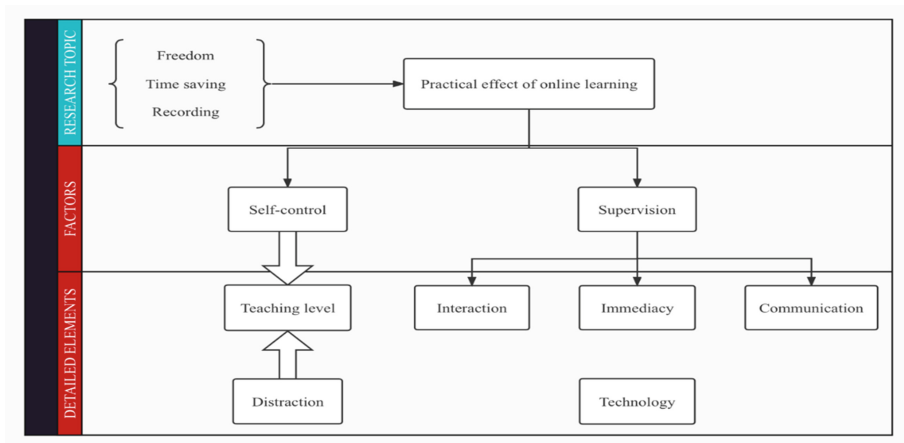 RESEARCH TOPIC
Freedom
Time saving
Recording
Practical effect of online learning
FACTORS
Self-control
Supervision
DETAILED ELEMENTS
Teaching level
Interaction
Immediacy
Communication
Distraction
Technology